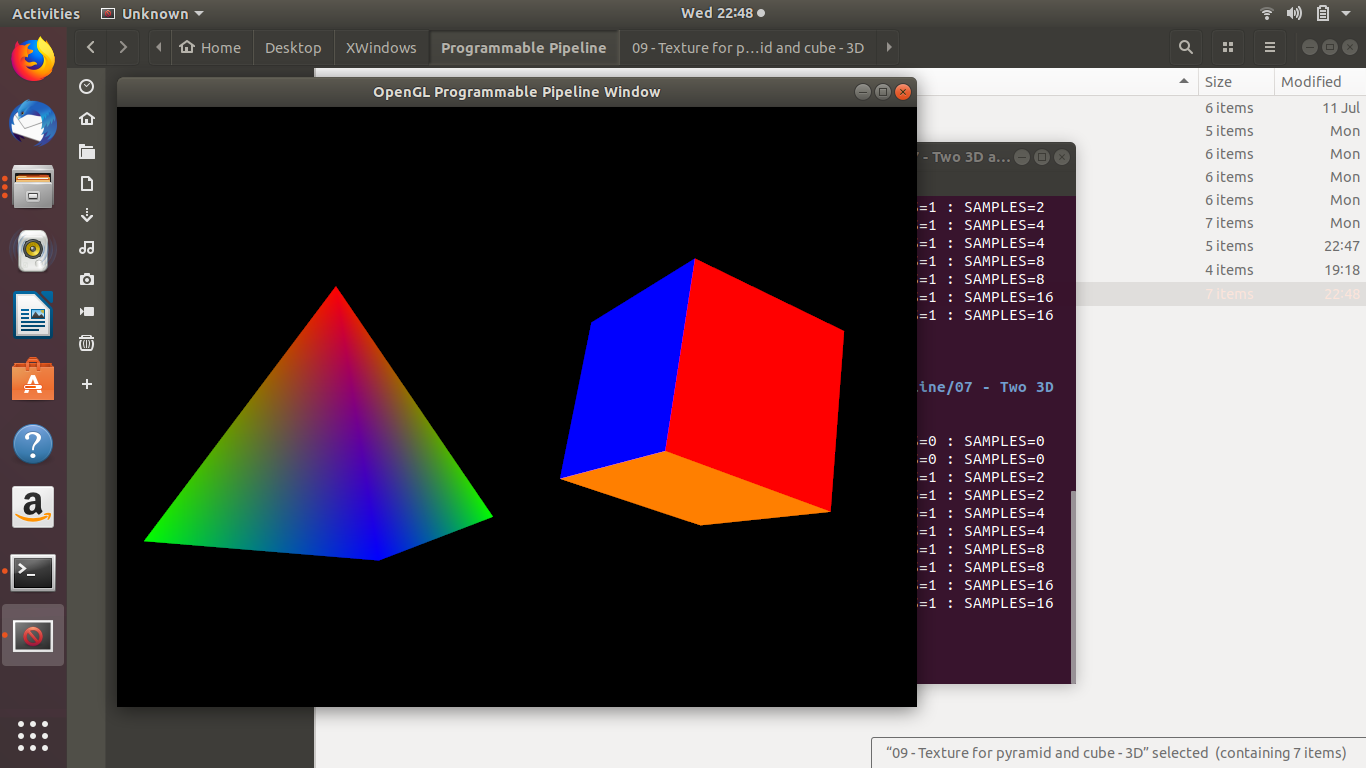 Activities Unknown Wed 22:48
Home Desktop XWindows Programmable Pipeline 09 - Texture for p…id and cube - 3D
Size Modified
OpenGL Programmable Pipeline Window
6 items 11 Jul
5 items Mon
6 items Mon
6 items Mon
6 items Mon
7 items Mon
5 items 22:47
4 items 19:18
7 items 22:48
- Two 3D a…
=1 : SAMPLES=2
=1 : SAMPLES=4
=1 : SAMPLES=4
=1 : SAMPLES=8
=1 : SAMPLES=8
=1 : SAMPLES=16
=1 : SAMPLES=16
ine/07 - Two 3D
=0 : SAMPLES=0
=0 : SAMPLES=0
=1 : SAMPLES=2
=1 : SAMPLES=2
=1 : SAMPLES=4
=1 : SAMPLES=4
=1 : SAMPLES=8
=1 : SAMPLES=8
=1 : SAMPLES=16
=1 : SAMPLES=16
“09 - Texture for pyramid and cube - 3D” selected (containing 7 items)